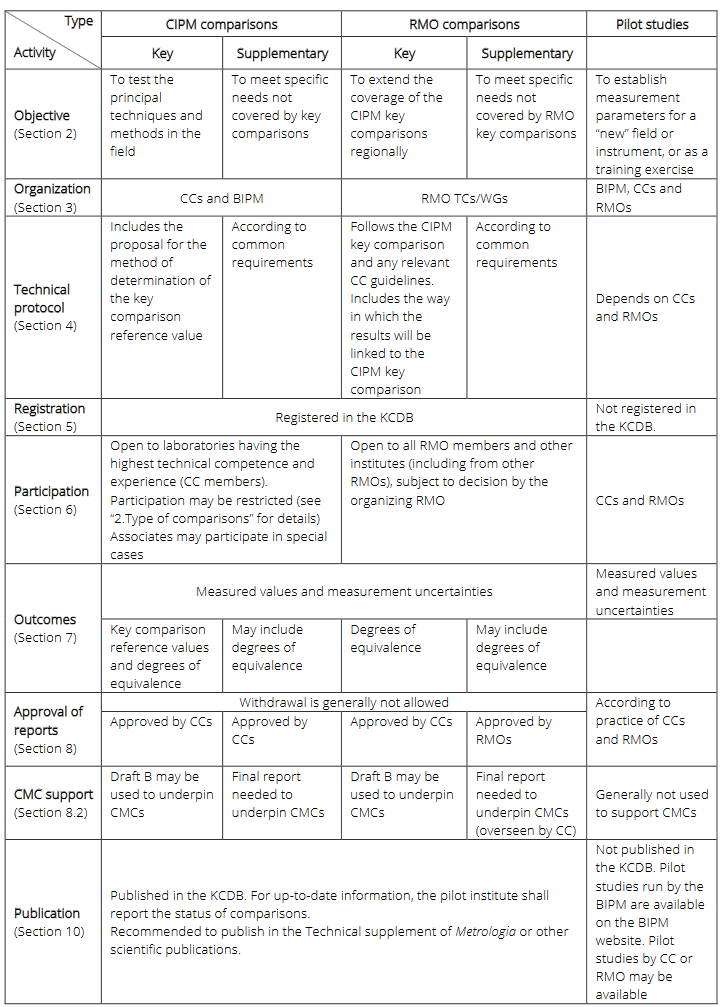 Type
Activity
CIPM comparisons
RMO comparisons
Pilot studies
Key
Supplementary
Key
Supplementary
Objective
(Section 2)
To test the
principal
techniques and
methods in the
field
To meet specific
needs not
covered by key
comparisons
To extend the
coverage of the
CIPM key
comparisons
regionally
To meet specific
needs not
covered by RMO
key comparisons
To establish
measurement
parameters for a
“new” field or
instrument, or as a
training exercise
Organization
(Section 3)
CCs and BIPM
RMO TCs/WGs
BIPM, CCs and
RMOs
Technical
protocol
(Section 4)
Includes the
proposal for the
method of
determination of
the key
comparison
reference value
According to
common
requirements
Follows the CIPM
key comparison
and any relevant
CC guidelines.
Includes the way
in which the
results will be
linked to the
CIPM key
comparison
According to
common
requirements
Depends on CCs
and RMOs
Registration
(Section 5)
Registered in the KCDB
Not registered in
the KCDB.
Participation
(Section 6)
Open to laboratories having the
highest technical competence and
experience (CC members).
Participation may be restricted (see
“2.Type of comparisons” for details)
Associates may participate in special
cases
Open to all RMO members and other
institutes (including from other
RMOs), subject to decision by the
organizing RMO
CCs and RMOs
Outcomes
(Section 7)
Measured values and measurement uncertainties
Measured values
and measurement
uncertainties
Key comparison
reference values
and degrees of
equivalence
May include
degrees of
equivalence
Degrees of
equivalence
May include
degrees of
equivalence
Approval of
reports
(Section 8)
Withdrawal is generally not allowed
According to
practice of CCs
and RMOs
Approved by CCs
Approved by
CCs
Approved by CCs
Approved by
RMOs
CMC support
(Section 8.2)
Draft B may be
used to underpin
CMCs
Final report
needed to
underpin CMCs
Draft B may be
used to underpin
CMCs
Final report
needed to
underpin CMCs
(overseen by CC)
Generally not used
to support CMCs
Publication
(Section 10)
Published in the KCDB. For up-to-date information, the pilot institute shall
report the status of comparisons.
Recommended to publish in the Technical supplement of Metrologia or other
scientific publications.
Not published in
the KCDB. Pilot
studies run by the
BIPM are available
on the BIPM
website. Pilot
studies by CC or
RMO may be
available